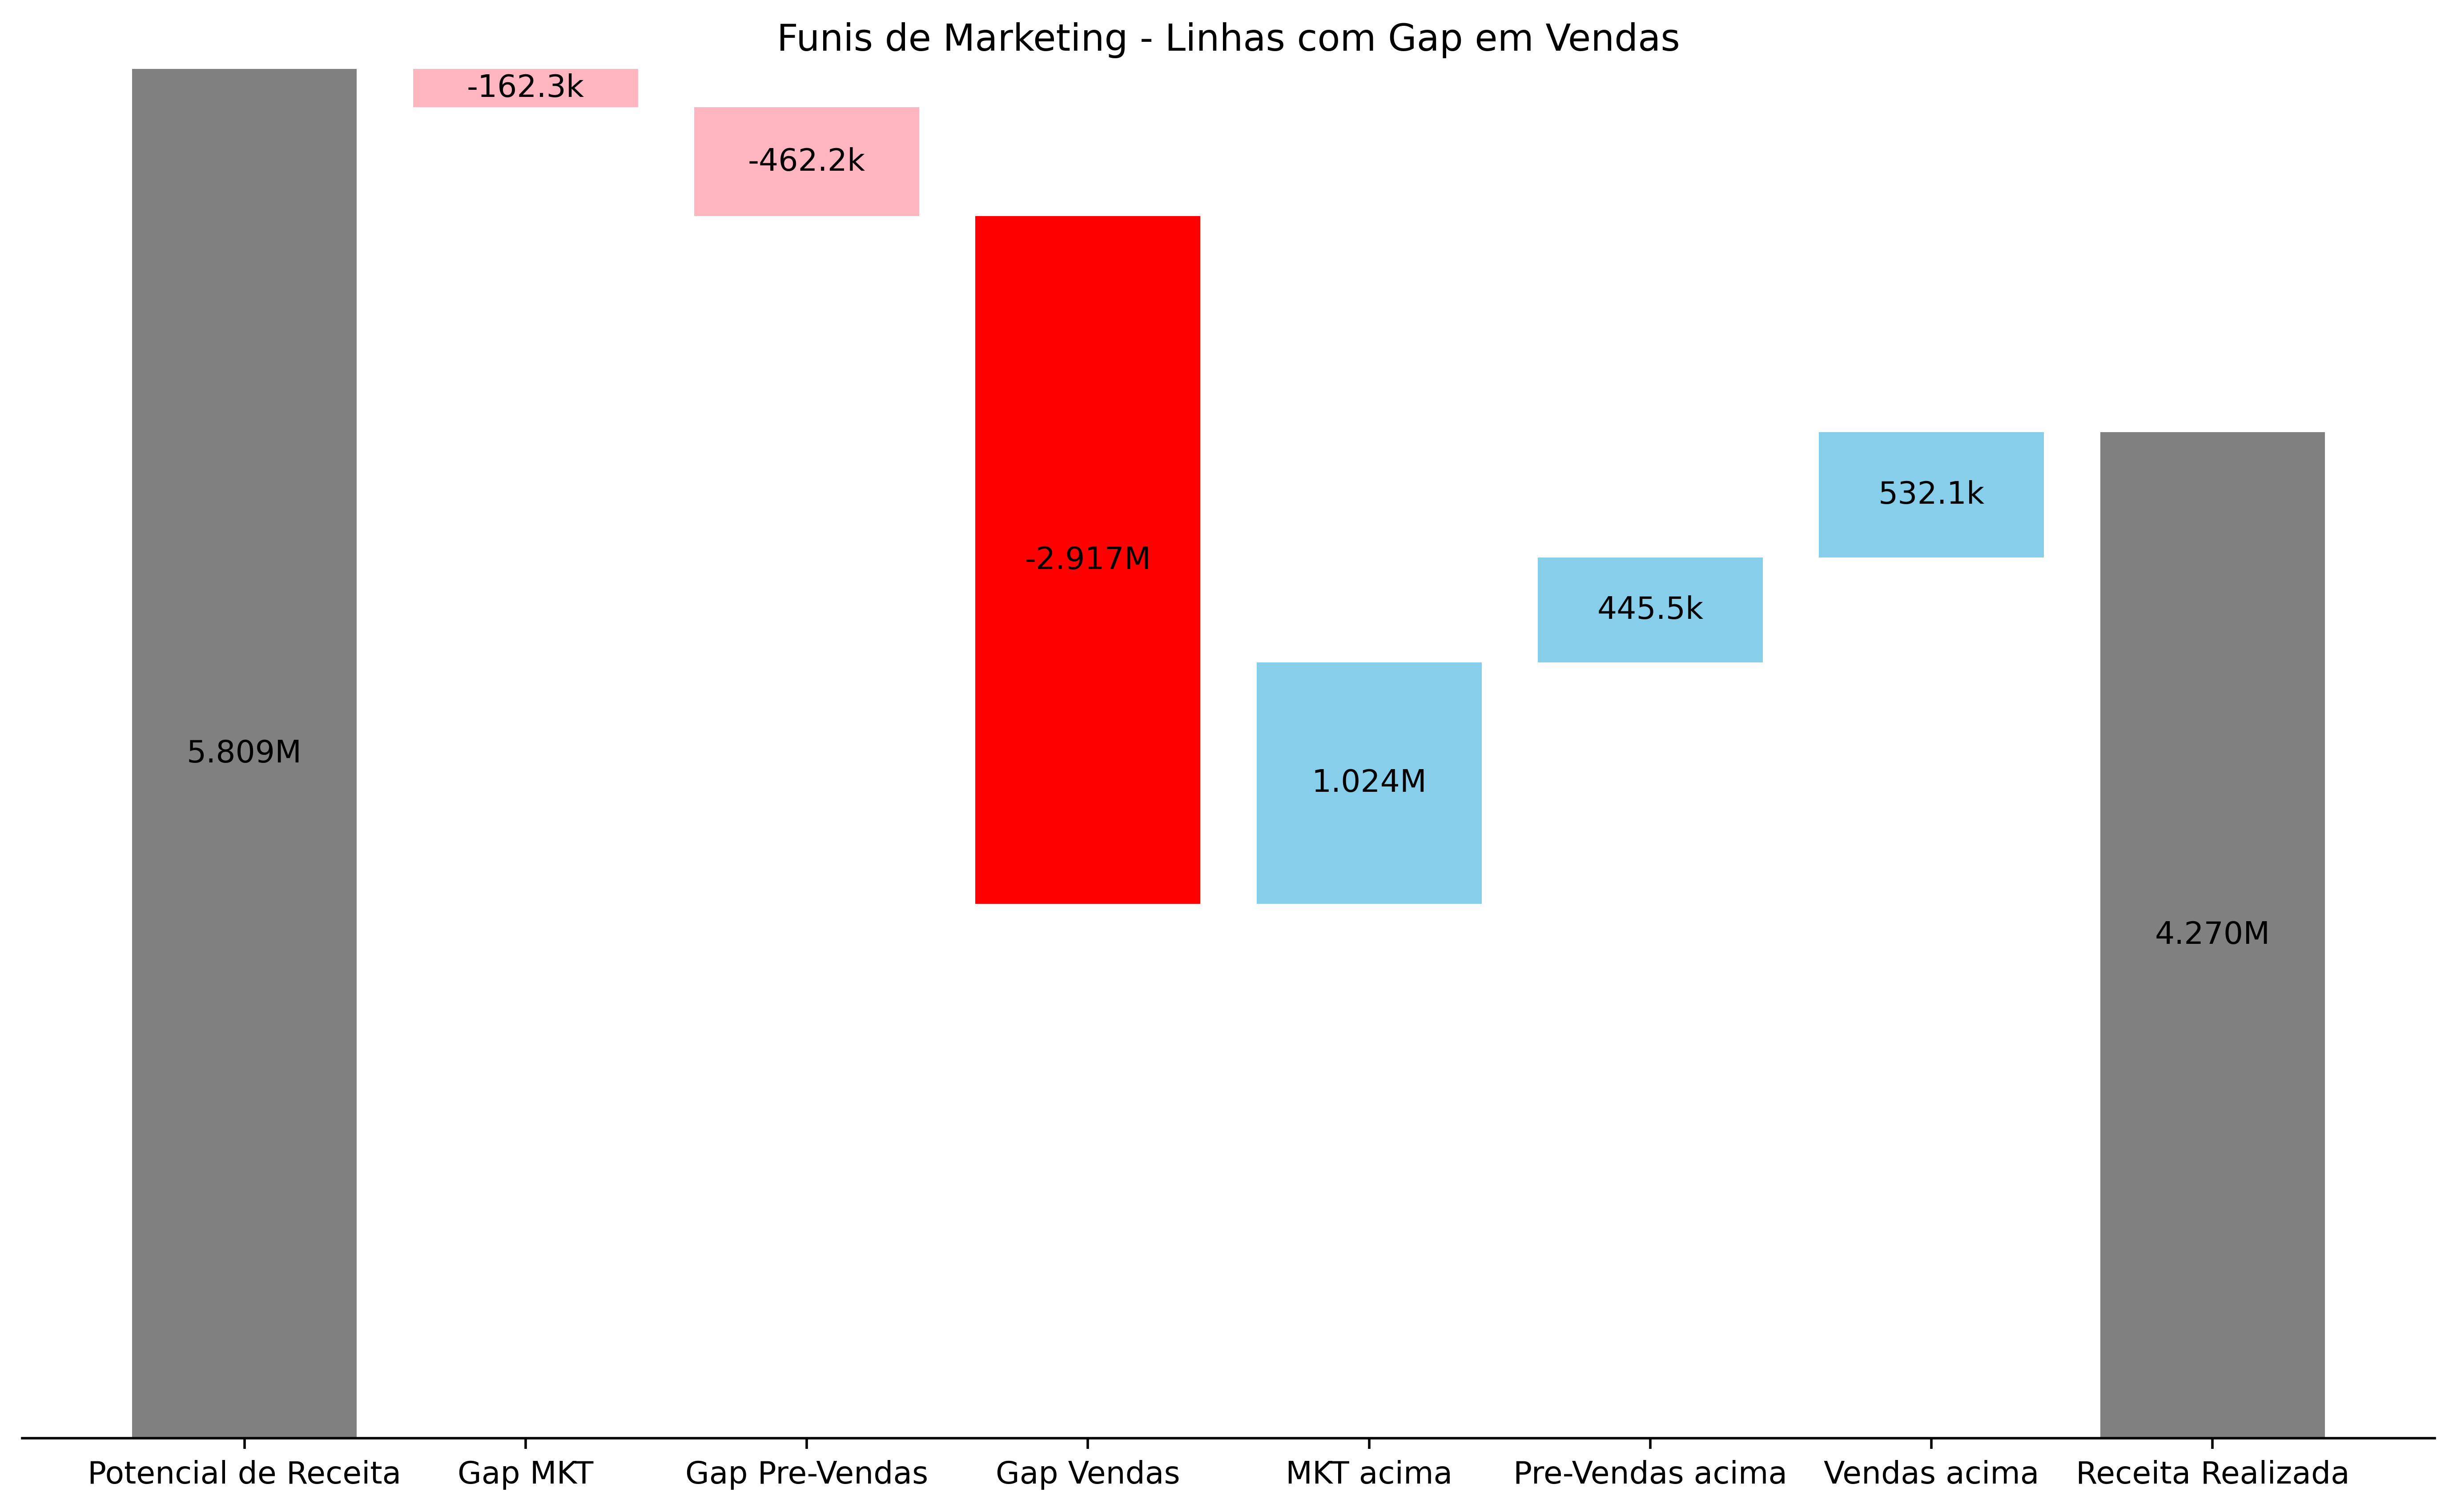 Funis de Marketing - Linhas com Gap em Vendas
-162.3k
-462.2k
532.1k
-2.917M
445.5k
5.809M
1.024M
4.270M
Potencial de Receita Gap MKT Gap Pre-Vendas Gap Vendas MKT acima Pre-Vendas acima Vendas acima Receita Realizada